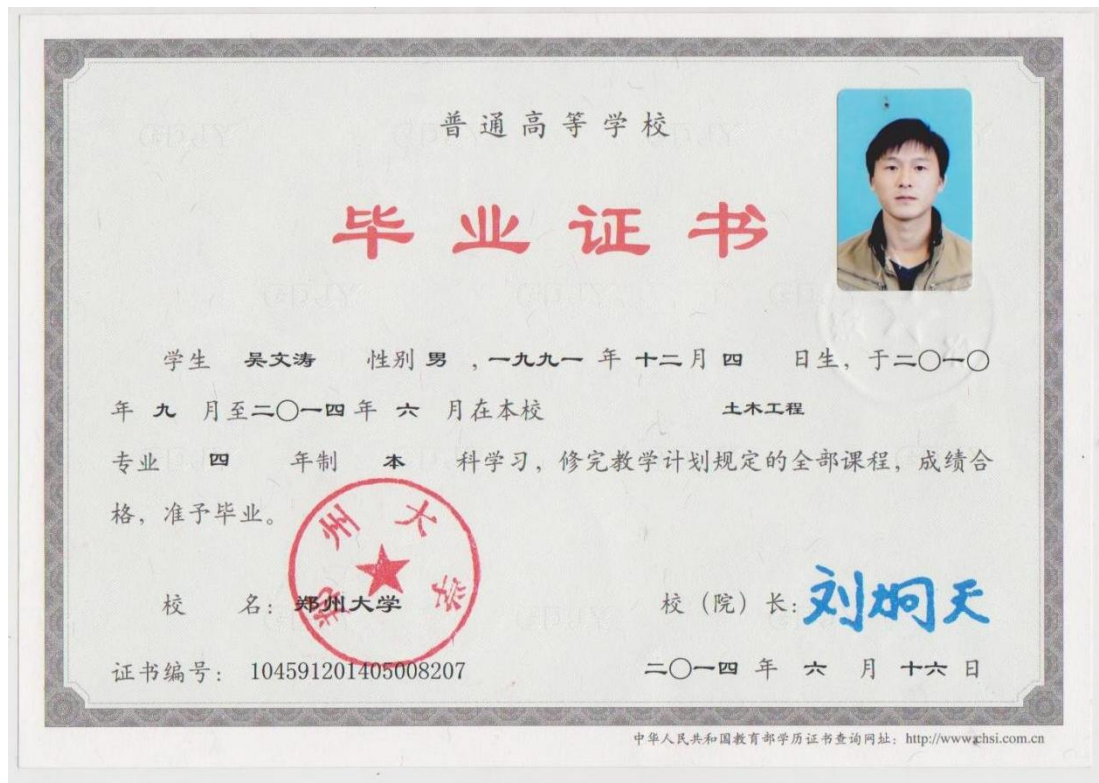 普通高等学校
毕业证书
学生 吴文涛 性别 男 ,一九九一 年 十二月 四 日生, 于二〇一〇
年 九 月至二〇一四年 六 月在本校 土木工程
专业 四 年制 本 科学习, 修完教学计划规定的全部课程, 成绩合
格, 准予毕业。
郑州大学
校 名: 郑州大学 校 (院) 长: 刘炯天
证书编号: 104591201405008207 二〇一四 年 六 月 十六 日
中华人民共和国教育部学历证书查询网址: http://www.chsi.com.cn